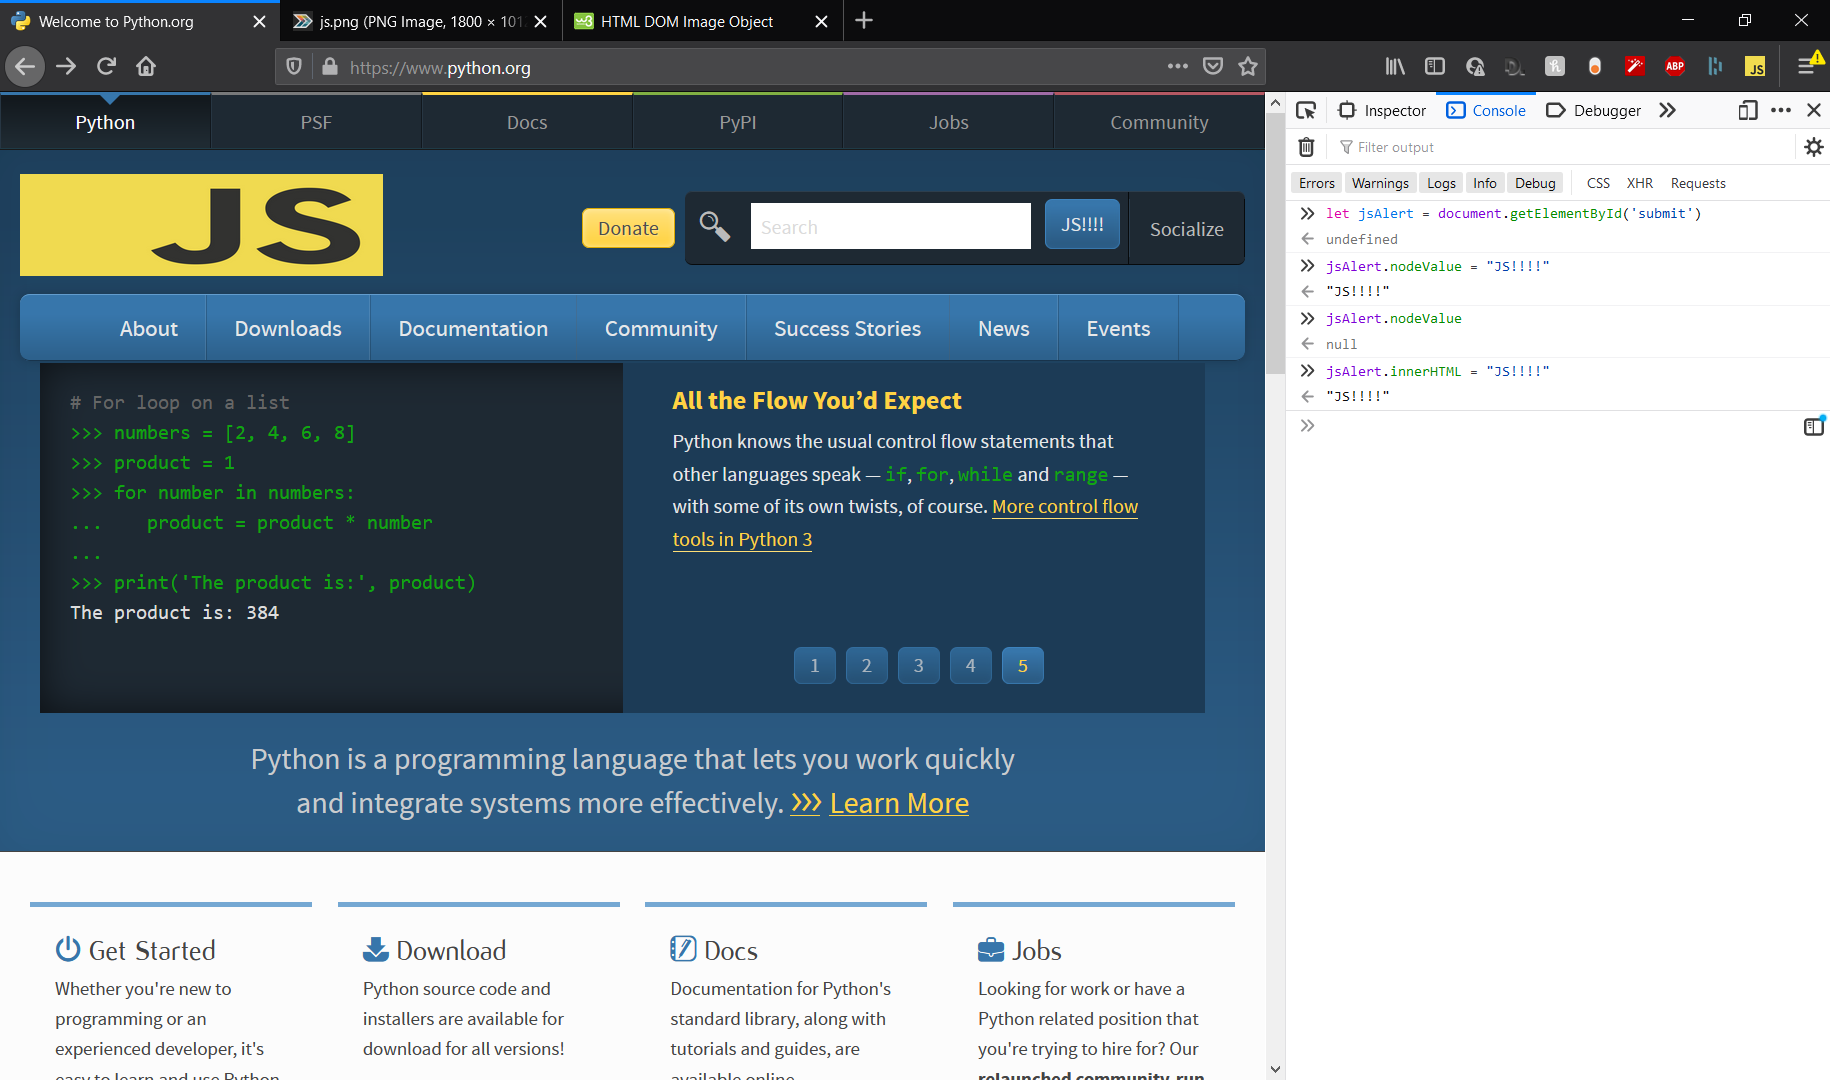 Welcome to Python.org
js.png (PNG Image, 1800 × 101
HTML DOM Image Object
https://www.python.org
ABP
JS
Python
PSF
Docs
PyPI
Jobs
Community
JS
Donate
Search
JS!!!!
Socialize
About
Downloads
Documentation
Community
Success Stories
News
Events
# For loop on a list
>>> numbers = [2, 4, 6, 8]
>>> product = 1
>>> for number in numbers:
...    product = product * number
...
>>> print('The product is:', product)
The product is: 384
All the Flow You’d Expect
Python knows the usual control flow statements that
other languages speak — if, for, while and range —
with some of its own twists, of course. More control flow
tools in Python 3
1
2
3
4
5
Python is a programming language that lets you work quickly
and integrate systems more effectively. >>> Learn More
Get Started
Whether you're new to
programming or an
experienced developer, it's
easy to learn and use Python
Download
Python source code and
installers are available for
download for all versions!
Docs
Documentation for Python's
standard library, along with
tutorials and guides, are
available online
Jobs
Looking for work or have a
Python related position that
you're trying to hire for? Our
relaunched community-run
Inspector
Console
Debugger
Filter output
Errors
Warnings
Logs
Info
Debug
CSS
XHR
Requests
let jsAlert = document.getElementById('submit')
undefined
jsAlert.nodeValue = "JS!!!!"
"JS!!!!"
jsAlert.nodeValue
null
jsAlert.innerHTML = "JS!!!!"
"JS!!!!"